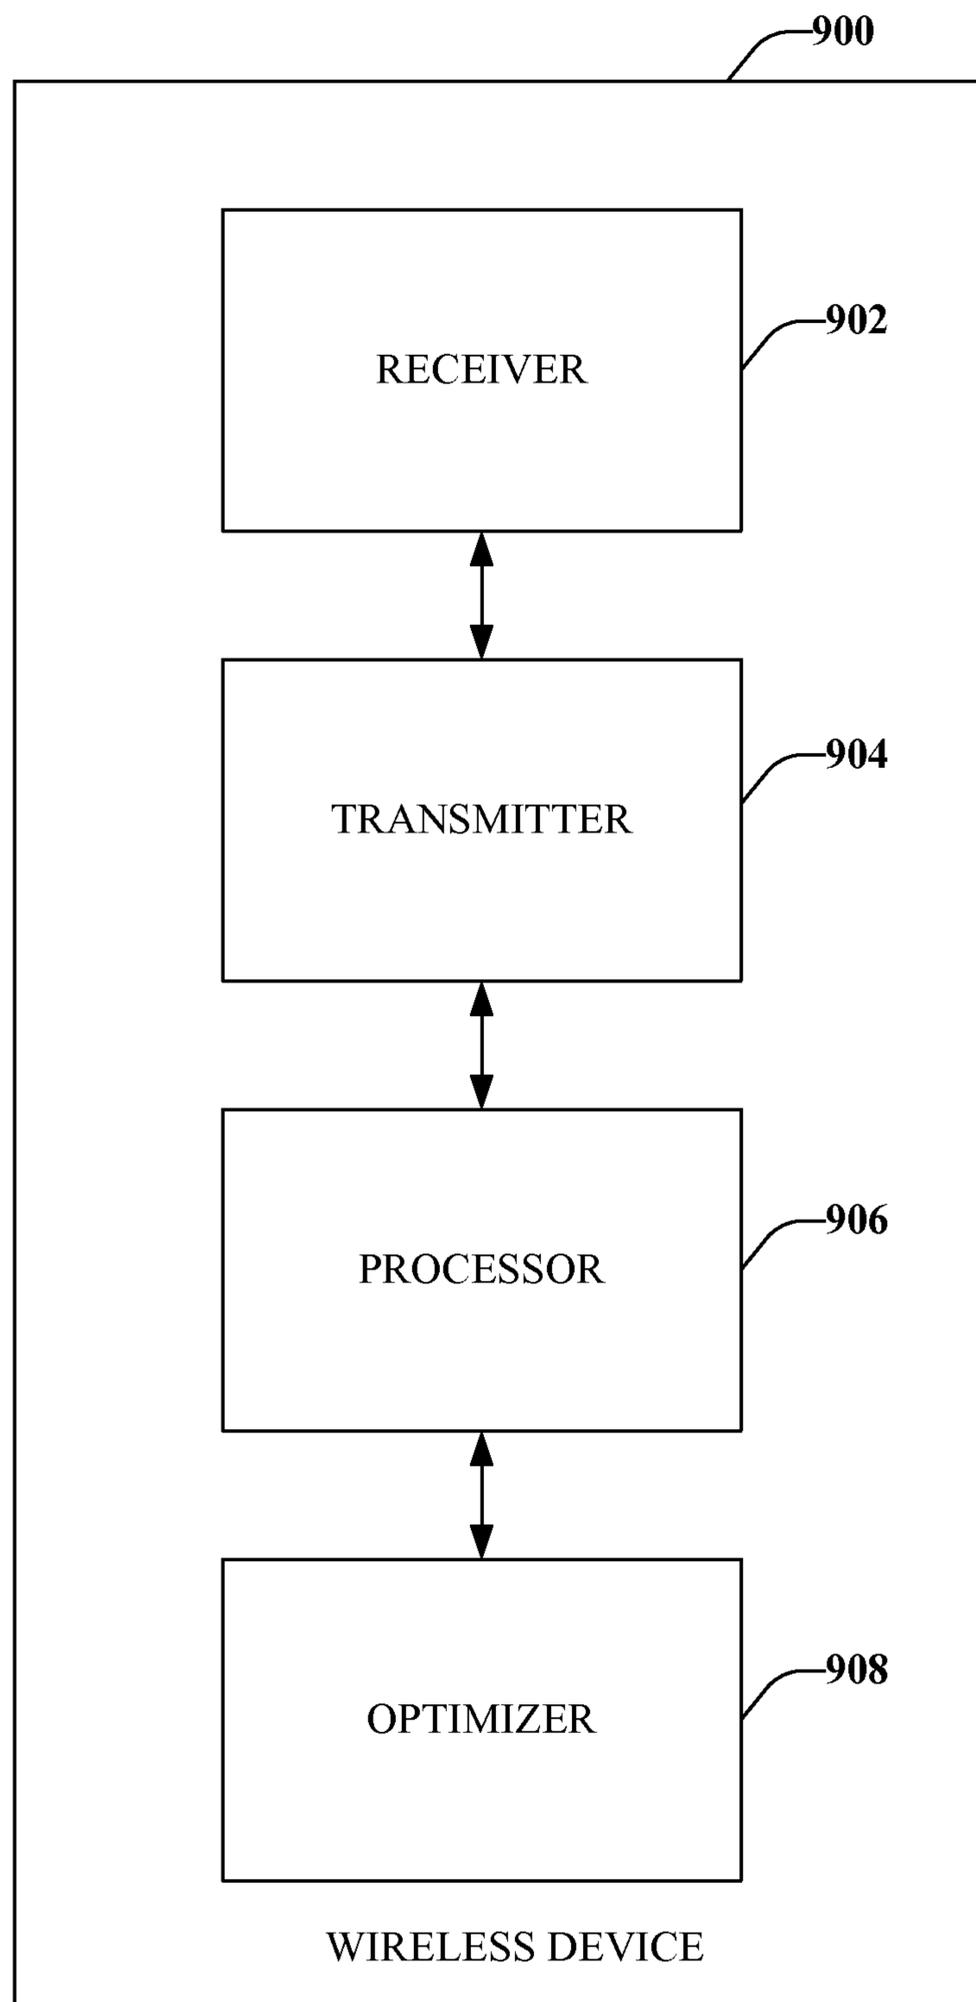 900
902
RECEIVER
904
TRANSMITTER
906
PROCESSOR
908
OPTIMIZER
WIRELESS DEVICE